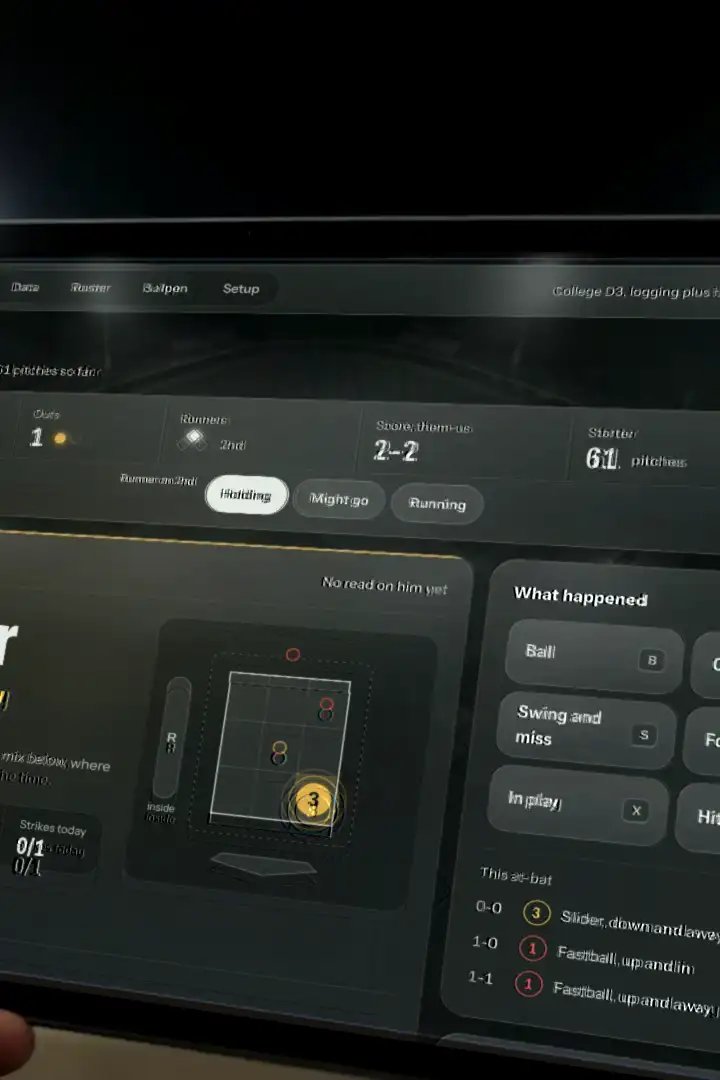 Data Roster Bullpen Setup
College D3, logging plus
61 pitches so far
Outs
1
Runners
2nd
Score, them-us
2-2
Starter
61 pitches
Runner on 2nd
Holding
Might go
Running
No read on him yet
r
mix below, where
he time.
Strikes today
0/1
R
inside
3
What happened
Ball B
Swing and
miss S
In play X
Hit
This at-bat
0-0 3 Slider, down and away
1-0 1 Fastball, up and in
1-1 1 Fastball, up and away